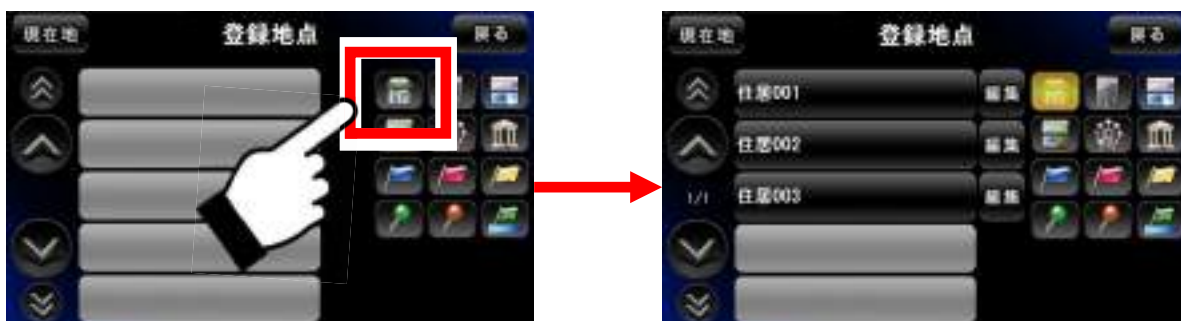 現在地 登録地点 戻る
現在地 登録地点 戻る
住居001 編集
住居002 編集
1/1 住居003 編集